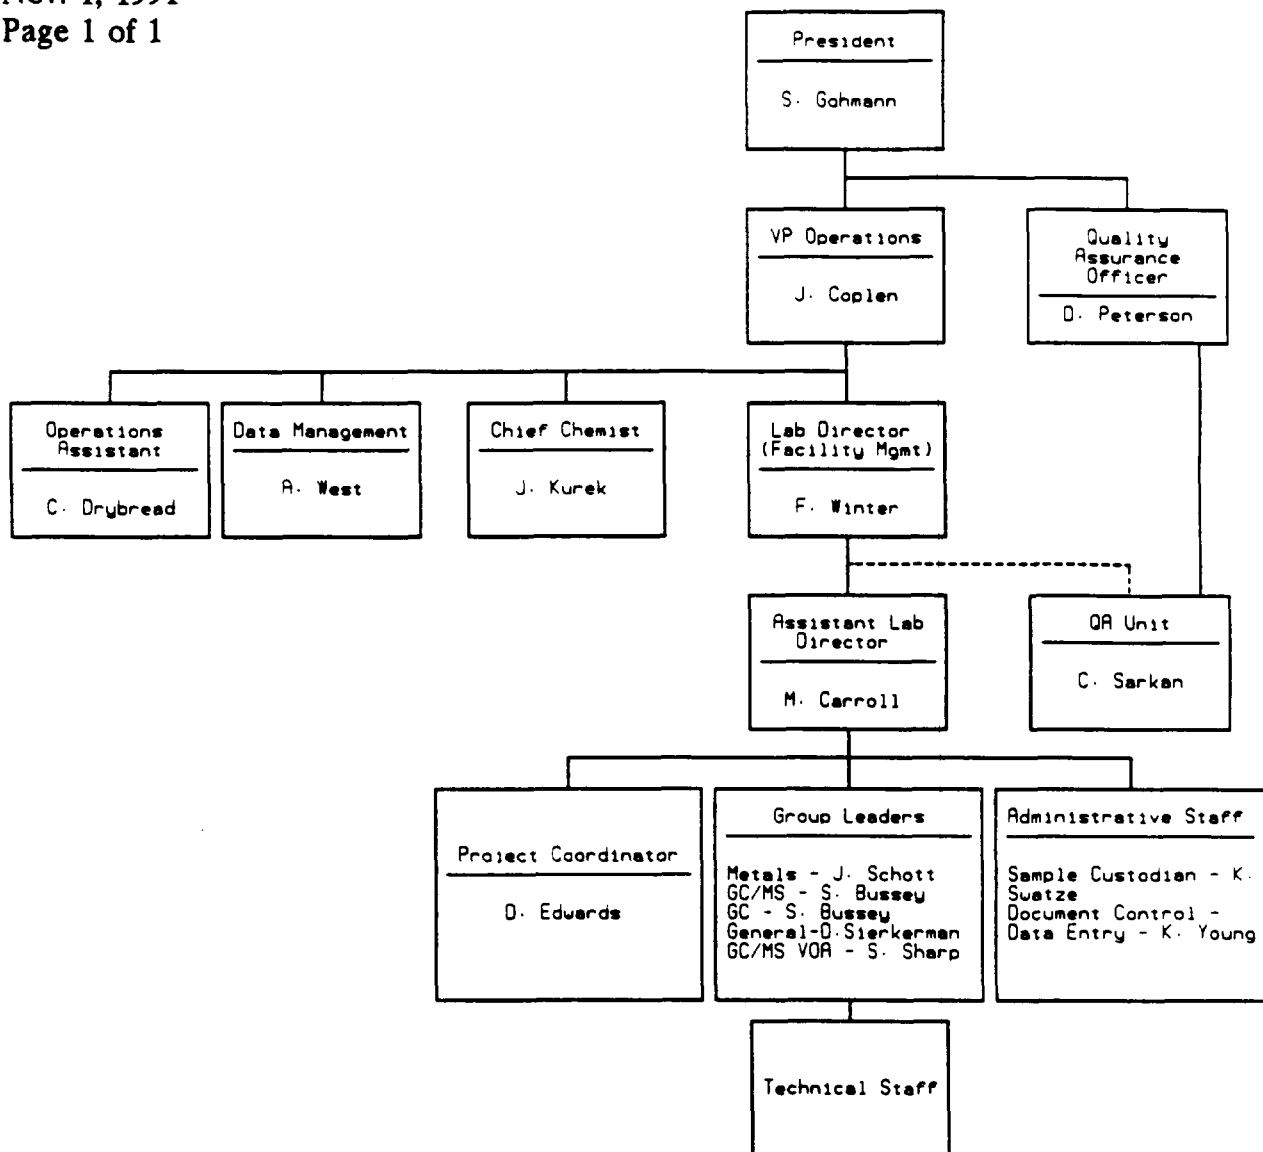 Page 1 of 1
President
S. Gohmann
VP Operations
J. Coplen
Quality
Assurance
Officer
D. Peterson
Operations
Assistant
C. Drybread
Data Management
A. West
Chief Chemist
J. Kurek
Lab Director
(Facility Mgmt)
F. Winter
Assistant Lab
Director
M. Carroll
QA Unit
C. Sarkan
Project Coordinator
D. Edwards
Group Leaders
Metals - J. Schott
GC/MS - S. Bussey
GC - S. Bussey
General-D.Sierkerman
GC/MS VOA - S. Sharp
Administrative Staff
Sample Custodian - K.
Swatze
Document Control -
Data Entry - K. Young
Technical Staff